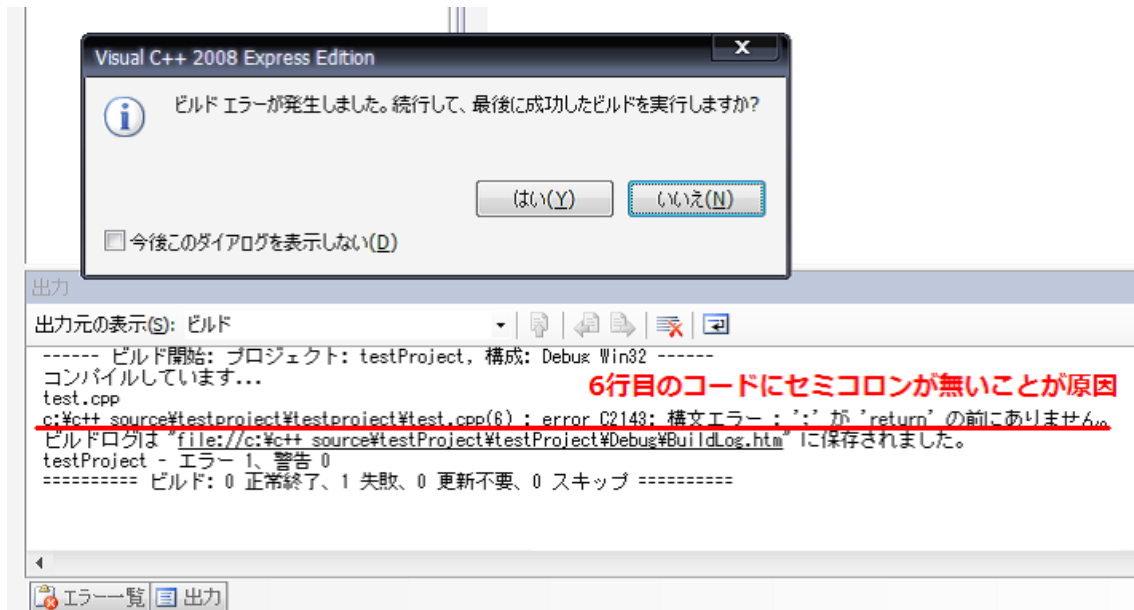 Visual C++ 2008 Express Edition
ビルド エラーが発生しました。続行して、最後に成功したビルドを実行しますか?
はい(Y)
いいえ(N)
今後このダイアログを表示しない(D)
出力
出力元の表示(S): ビルド
------ ビルド開始: プロジェクト: testProject, 構成: Debug Win32 ------
コンパイルしています...
6行目のコードにセミコロンが無いことが原因
test.cpp
c:¥c++ source¥testproject¥testproject¥test.cpp(6) : error C2143: 構文エラー : ';' が 'return' の前にありません。
ビルドログは "file://c:¥c++ source¥testProject¥testProject¥Debug¥BuildLog.htm" に保存されました。
testProject - エラー 1、警告 0
========== ビルド: 0 正常終了、1 失敗、0 更新不要、0 スキップ ==========
エラー一覧
出力